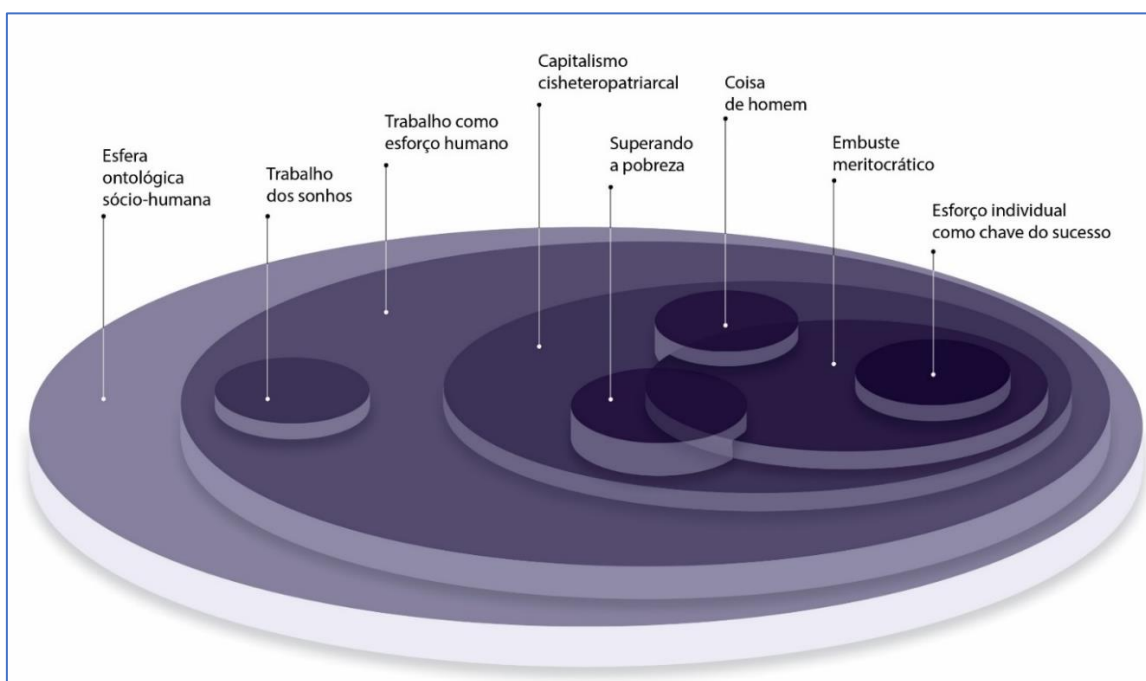 Esfera
ontológica
sócio-humana
Trabalho
dos sonhos
Trabalho como
esforço humano
Capitalismo
cisheteropatriarcal
Superando
a pobreza
Coisa
de homem
Embuste
meritocrático
Esforço individual
como chave do sucesso